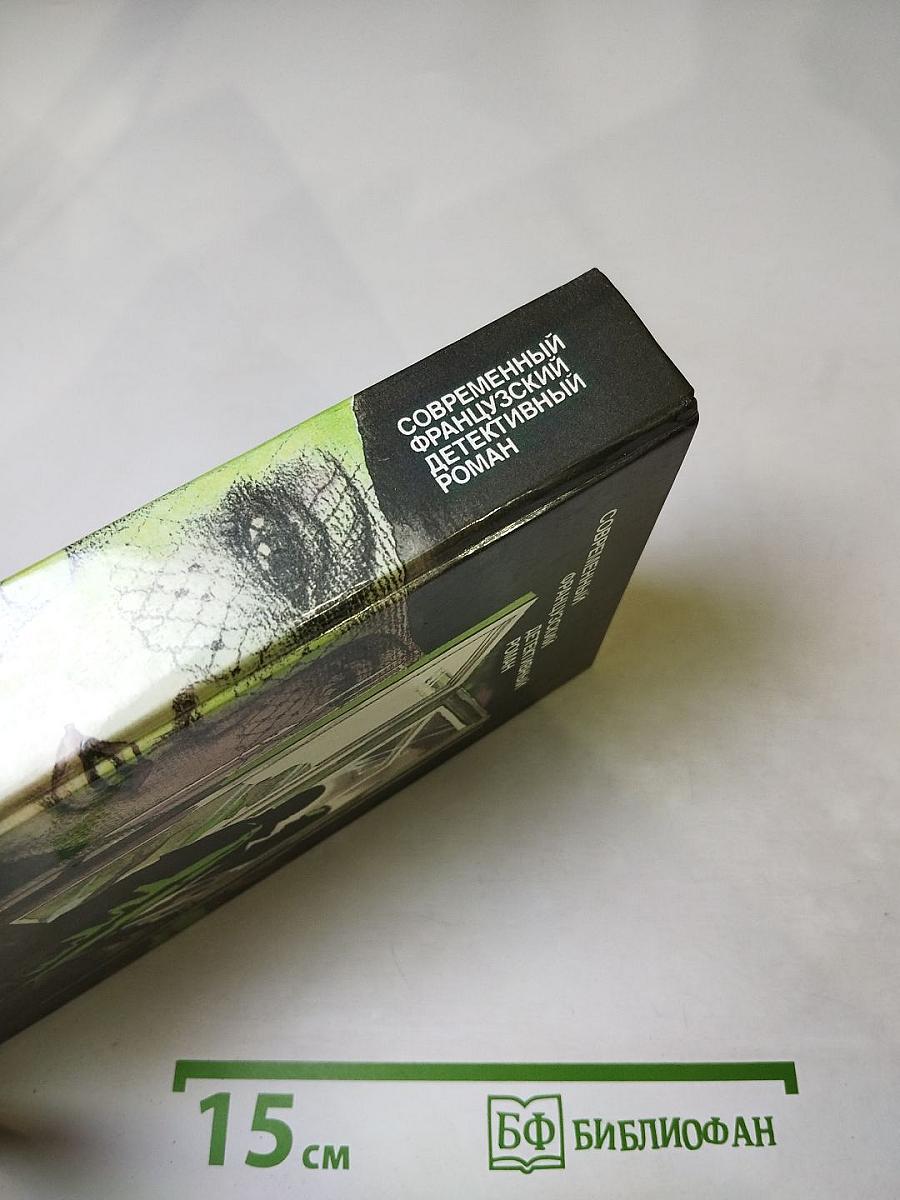 СОВРЕМЕННЫЙ
ФРАНЦУЗСКИЙ
ДЕТЕКТИВНЫЙ
РОМАН
СОВРЕМЕННЫЙ
ФРАНЦУЗСКИЙ
ДЕТЕКТИВНЫЙ
РОМАН
15 см
БФ БИБЛИОФАН